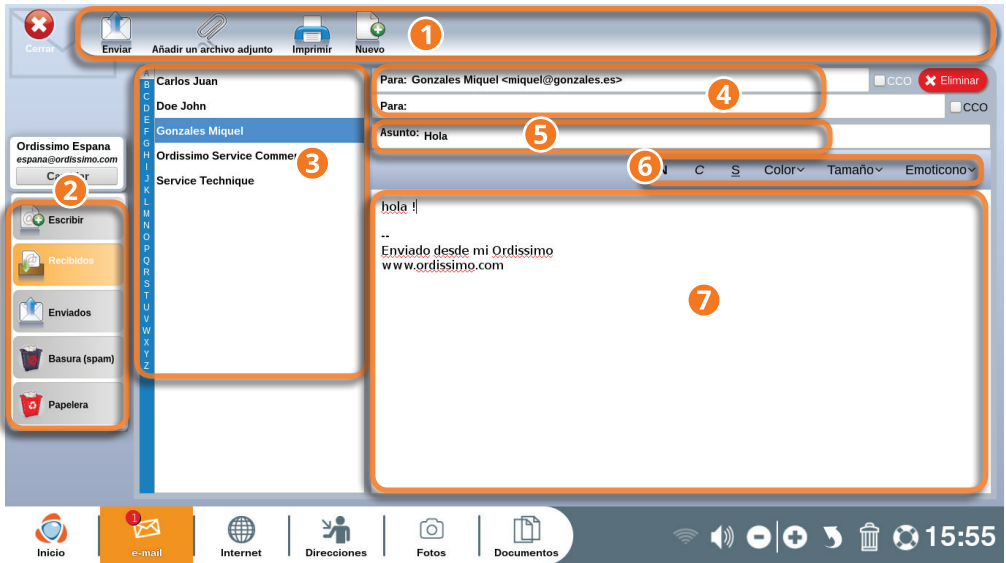 Cerrar
Enviar
Añadir un archivo adjunto
Imprimir
Nuevo
1
Ordissimo Espana
espana@ordissimo.com
2
Escribir
Recibidos
Enviados
Basura (spam)
Papelera
A
B
C
D
E
F
G
H
I
J
K
L
M
N
O
P
Q
R
S
T
U
V
W
X
Y
Z
Carlos Juan
Doe John
Gonzales Miquel
Ordissimo Service
Service Technique
3
Para: Gonzales Miquel <miquel@gonzales.es>
CCO
Eliminar
4
Para:
CCO
Asunto: Hola
5
6
C S Color Tamaño Emoticono
hola !
--
Enviado desde mi Ordissimo
www.ordissimo.com
7
Inicio
1
e-mail
Internet
Direcciones
Fotos
Documentos
15:55